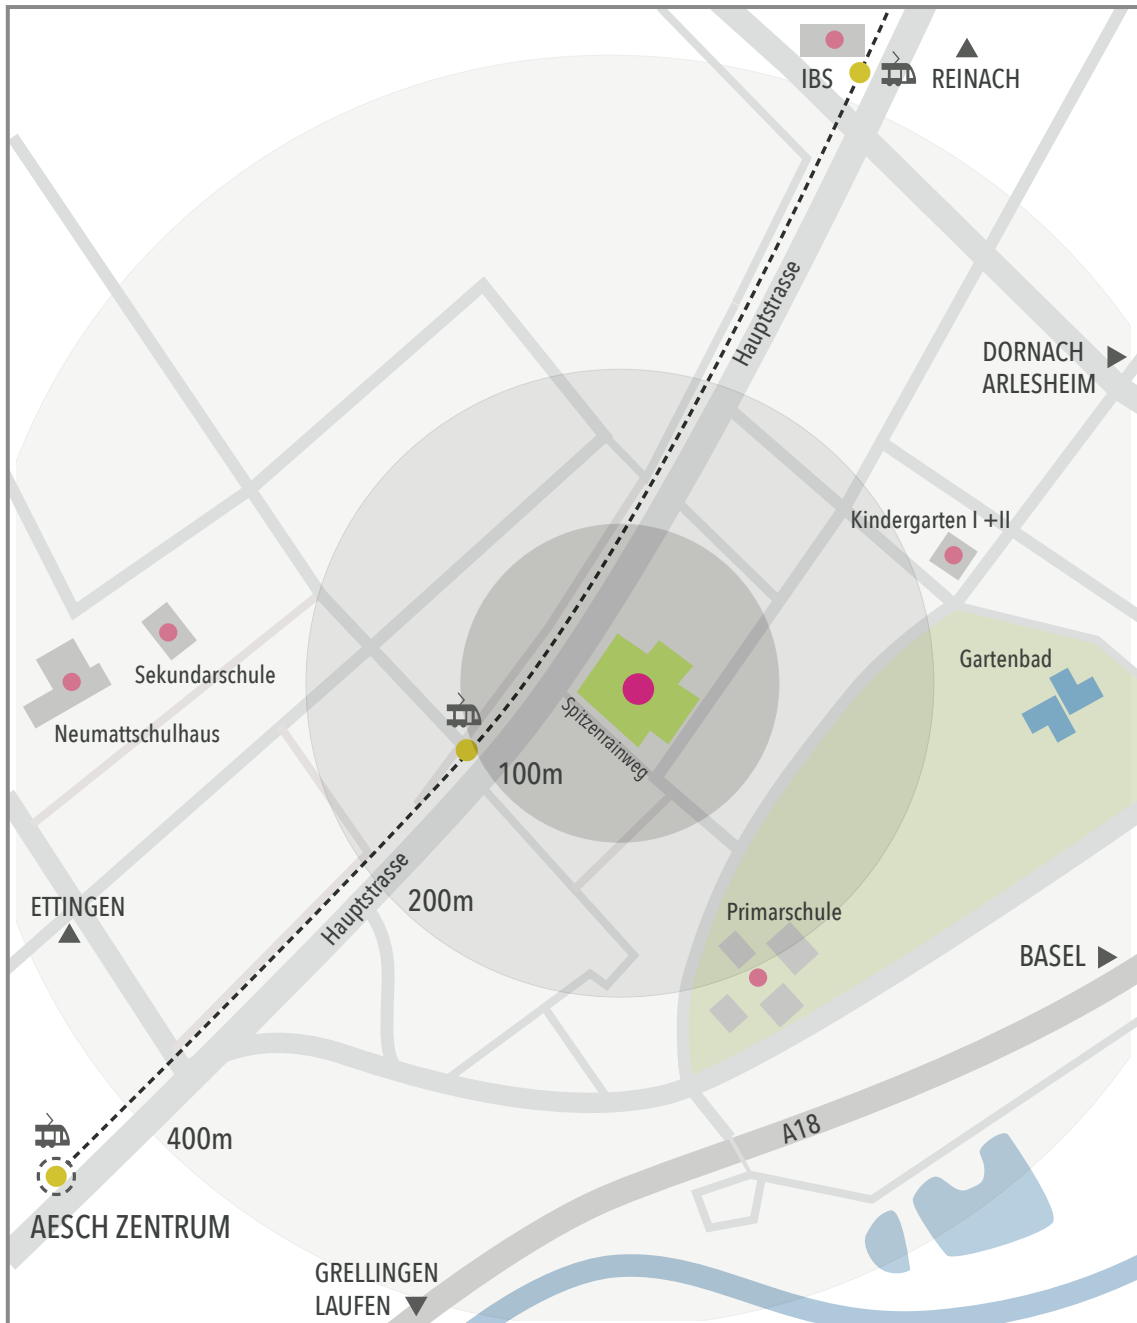 IBS
REINACH
Hauptstrasse
DORNACH
ARLESHEIM
Kindergarten I +II
Gartenbad
Sekundarschule
Neumattschulhaus
Spitzenrainweg
100m
200m
Hauptstrasse
ETTINGEN
Primarschule
BASEL
A18
400m
AESCH ZENTRUM
GRELLINGEN
LAUFEN